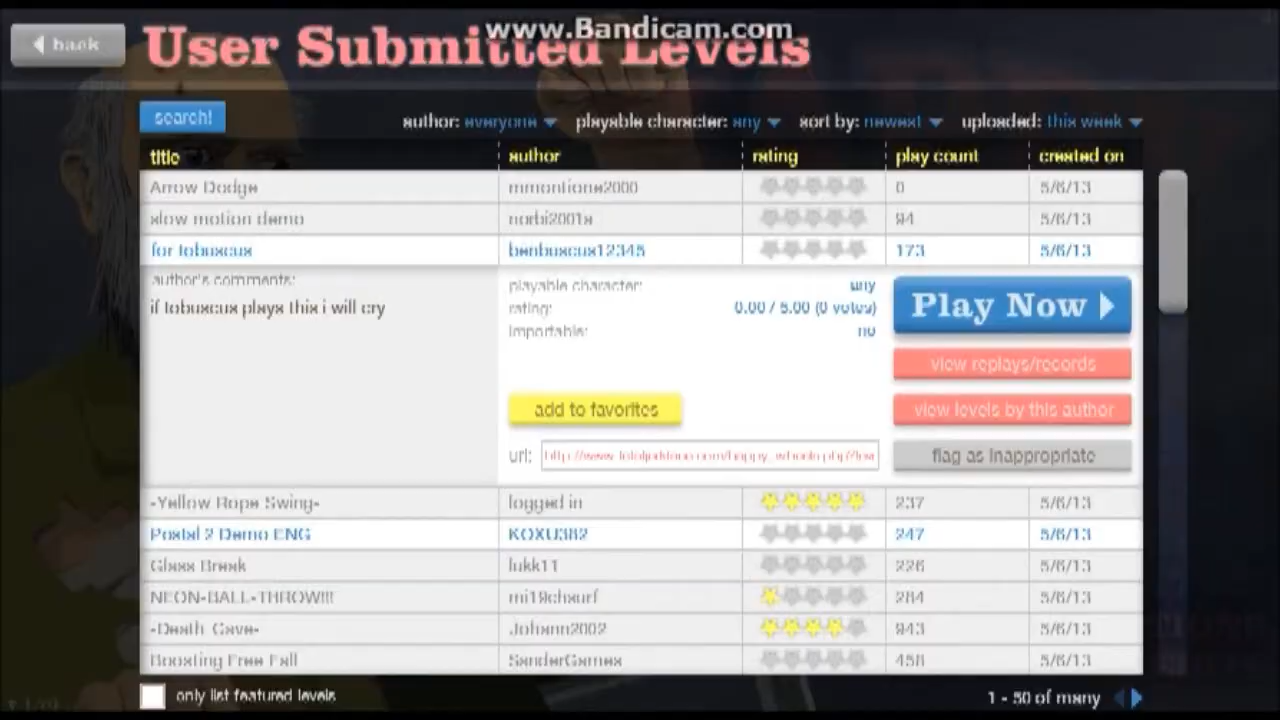 www.Bandicam.com
back
User Submitted Levels
search!
author: everyone playable character: any sort by: newest uploaded: this week
title author rating play count created on
Arrow Dodge mmontione2000 0 5/6/13
slow motion demo norbi2001s 94 5/6/13
for tobuscus benbuscus12345 173 5/6/13
author's comments:
if tobuscus plays this i will cry
playable character: any
rating: 0.00 / 5.00 (0 votes)
importable: no
Play Now
view replays/records
view levels by this author
add to favorites
url:
flag as inappropriate
-Yellow Rope Swing- logged in 237 5/6/13
Postal 2 Demo ENG KOXU382 247 5/6/13
Glass Break lukk11 226 5/6/13
NEON-BALL-THROW!!! 284 5/6/13
-Death Cave- Johann2002 943 5/6/13
Boosting Free Fall SanderGames 458 5/6/13
only list featured levels
1 - 50 of many